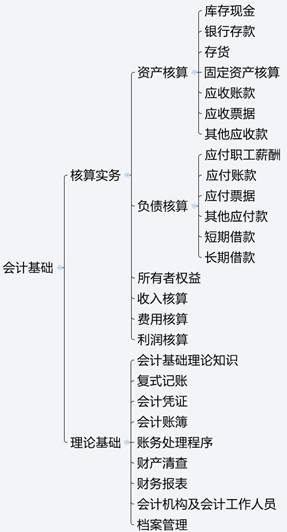 会计基础
核算实务
资产核算
库存现金
银行存款
存货
固定资产核算
应收账款
应收票据
其他应收款
负债核算
应付职工薪酬
应付账款
应付票据
其他应付款
短期借款
长期借款
所有者权益
收入核算
费用核算
利润核算
理论基础
会计基础理论知识
复式记账
会计凭证
会计账簿
账务处理程序
财产清查
财务报表
会计机构及会计工作人员
档案管理